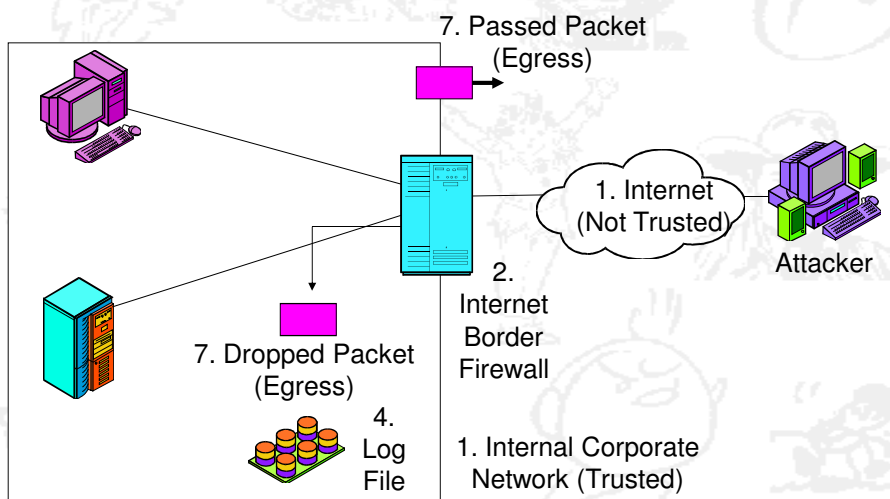 7. Passed Packet
(Egress)
1. Internet
(Not Trusted)
Attacker
2.
Internet
Border
Firewall
7. Dropped Packet
(Egress)
4.
Log
File
1. Internal Corporate
Network (Trusted)